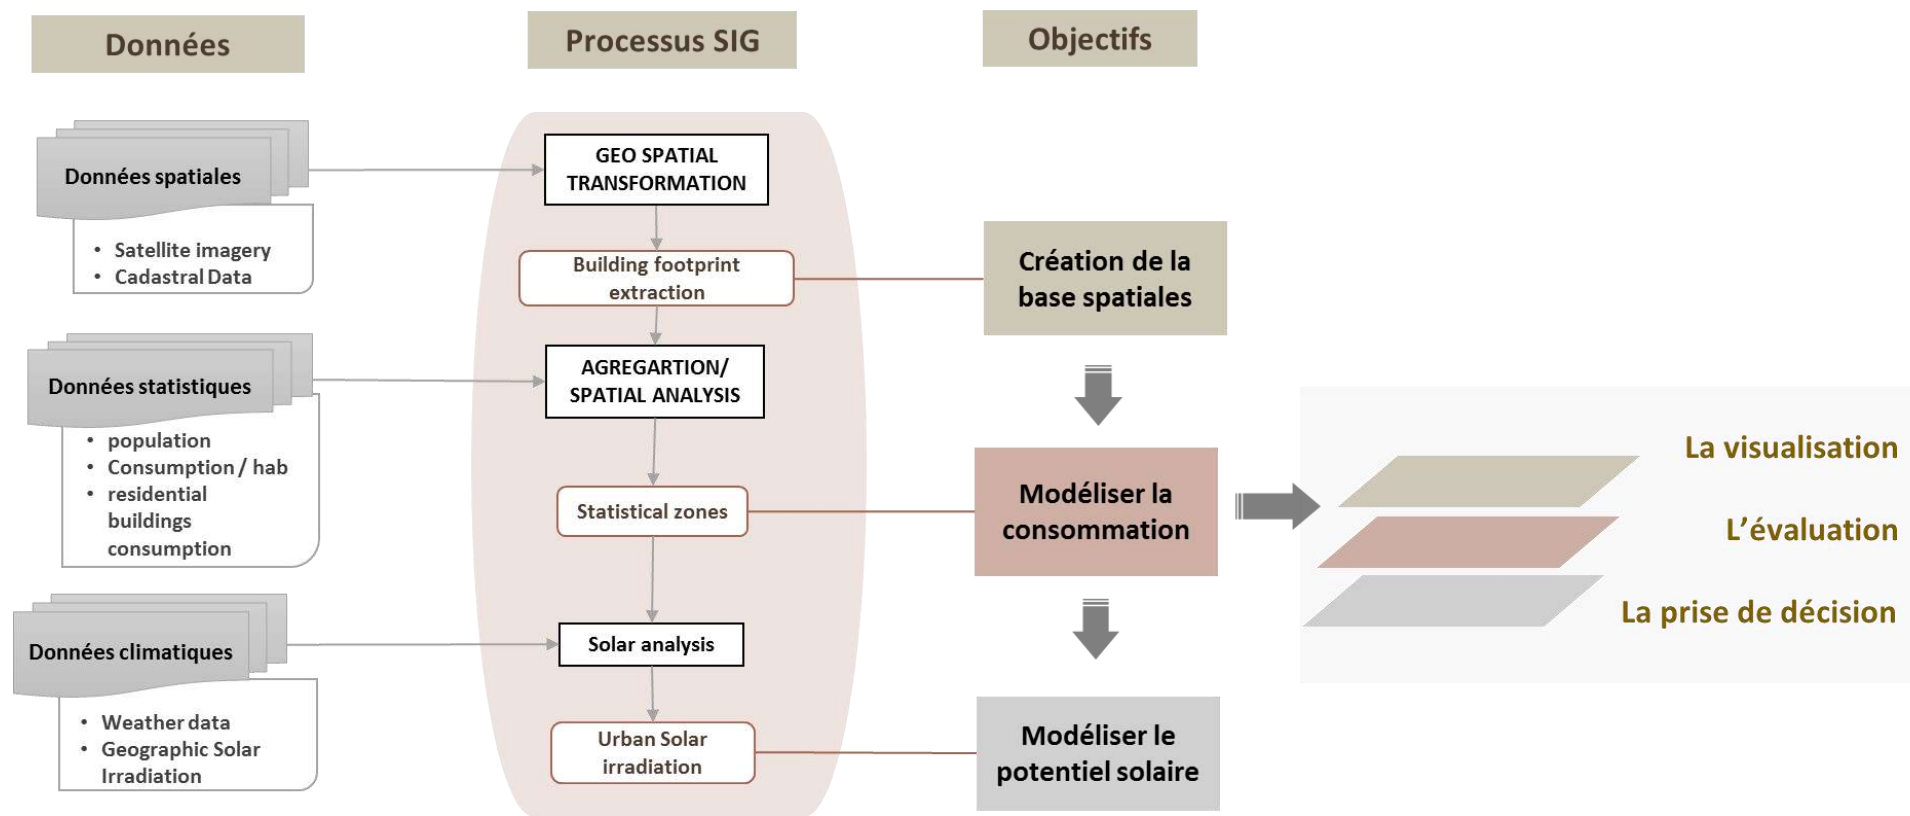 Données
Processus SIG
Objectifs
Données spatiales
• Satellite imagery
• Cadastral Data
GEO SPATIAL
TRANSFORMATION
Building footprint
extraction
Création de la
base spatiales
Données statistiques
• population
• Consumption / hab
• residential
buildings
consumption
AGREGARTION/
SPATIAL ANALYSIS
Statistical zones
Modéliser la
consommation
La visualisation
L’évaluation
La prise de décision
Données climatiques
• Weather data
• Geographic Solar
Irradiation
Solar analysis
Urban Solar
irradiation
Modéliser le
potentiel solaire